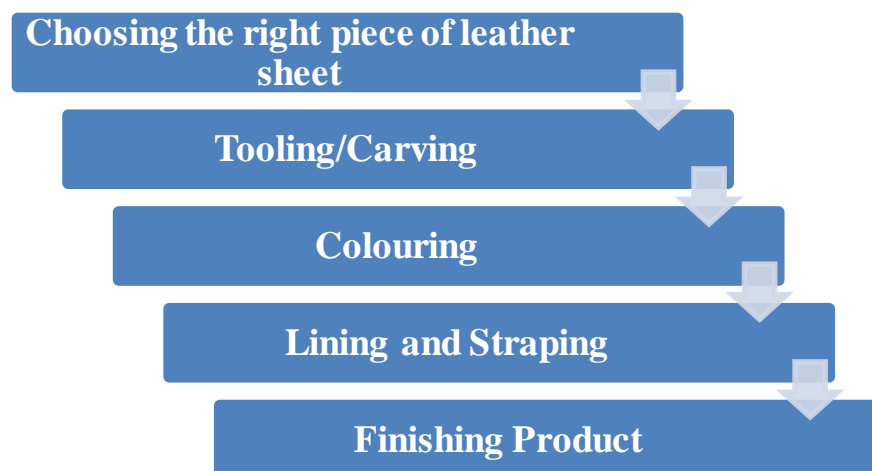 Choosing the right piece of leather
sheet
Tooling/Carving
Colouring
Lining and Straping
Finishing Product